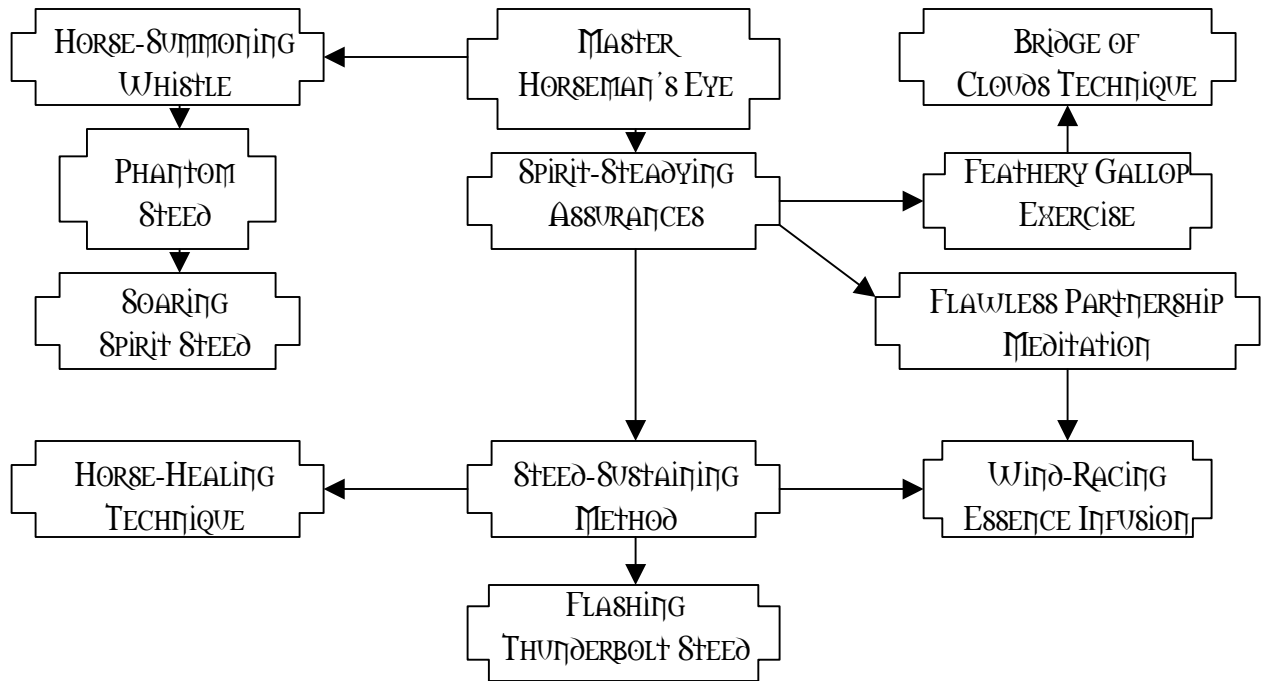 Horse-Summoning
Whistle
Master
Horseman's Eye
Bridge of
Clouds Technique
Phantom
Steed
Spirit-Steadying
Assurances
Feathery Gallop
Exercise
Soaring
Spirit Steed
Flawless Partnership
Meditation
Horse-Healing
Technique
Steed-Sustaining
Method
Wind-Racing
Essence Infusion
Flashing
Thunderbolt Steed